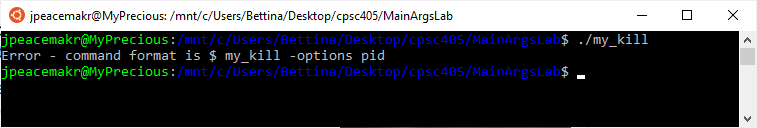 jpeacemakr@MyPrecious: /mnt/c/Users/Bettina/Desktop/cpsc405/MainArgsLab
jpeacemakr@MyPrecious:/mnt/c/Users/Bettina/Desktop/cpsc405/MainArgsLab$ ./my_kill
Error - command format is $ my_kill -options pid
jpeacemakr@MyPrecious:/mnt/c/Users/Bettina/Desktop/cpsc405/MainArgsLab$